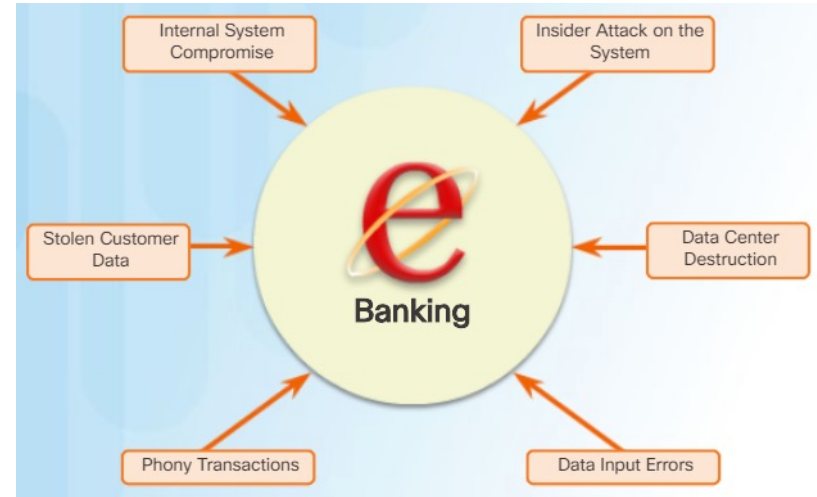 Internal System
Compromise
Insider Attack on the
System
Stolen Customer
Data
e
Banking
Data Center
Destruction
Phony Transactions
Data Input Errors